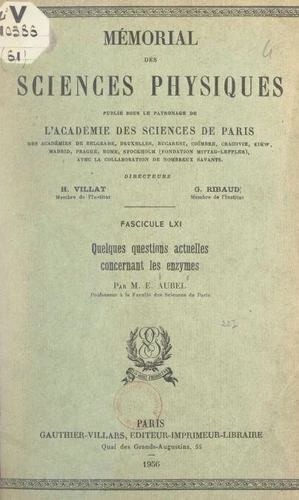 V
10386
(61)
4
MÉMORIAL
DES
SCIENCES PHYSIQUES
PUBLIÉ SOUS LE PATRONAGE DE
L'ACADÉMIE DES SCIENCES DE PARIS
DES ACADÉMIES DE BELGRADE, BRUXELLES, BUCAREST, COÏMBRE, CRACOVIE, KIEW,
MADRID, PRAGUE, ROME, STOCKHOLM (FONDATION MITTAG-LEFFLER),
AVEC LA COLLABORATION DE NOMBREUX SAVANTS.
DIRECTEURS
H. VILLAT
Membre de l'Institut
G. RIBAUD
Membre de l'Institut
FASCICULE LXI
Quelques questions actuelles
concernant les enzymes
PAR M. E. AUBEL
Professeur à la Faculté des Sciences de Paris
PARIS
GAUTHIER-VILLARS, ÉDITEUR-IMPRIMEUR-LIBRAIRE
Quai des Grands-Augustins, 55
1956